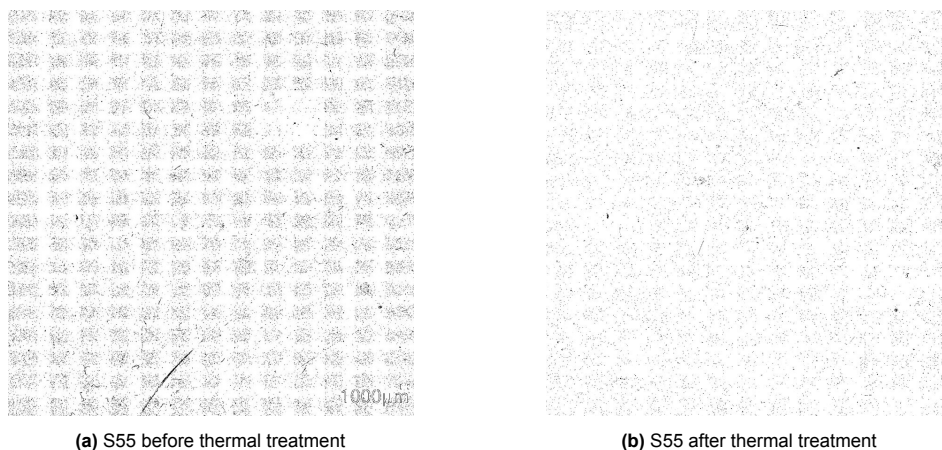 1000μm
(a) S55 before thermal treatment
(b) S55 after thermal treatment